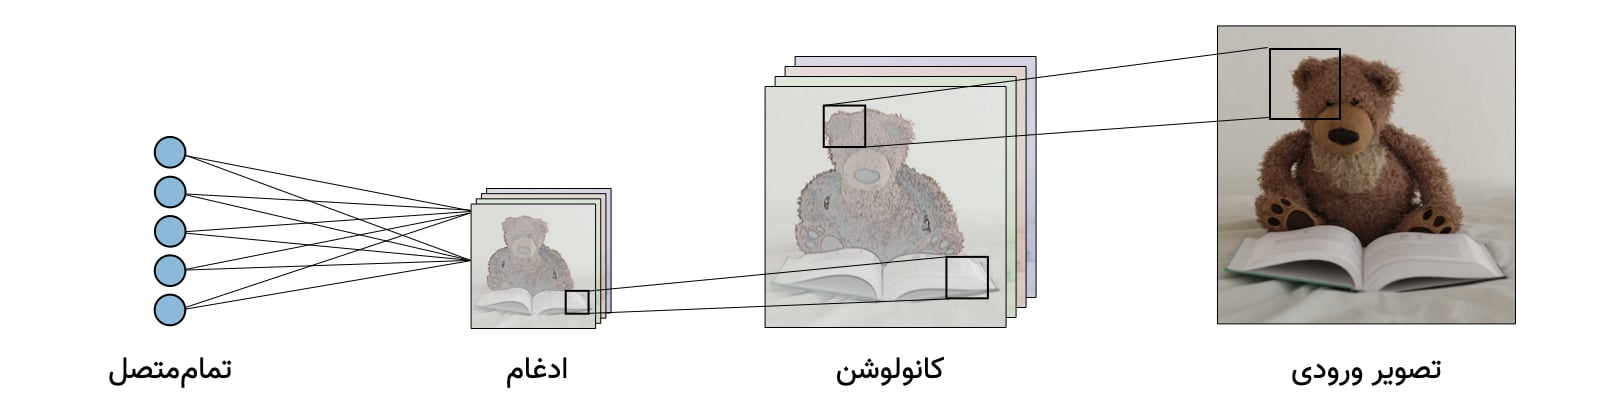 تصویر ورودی
کانولوشن
ادغام
تمام‌متصل